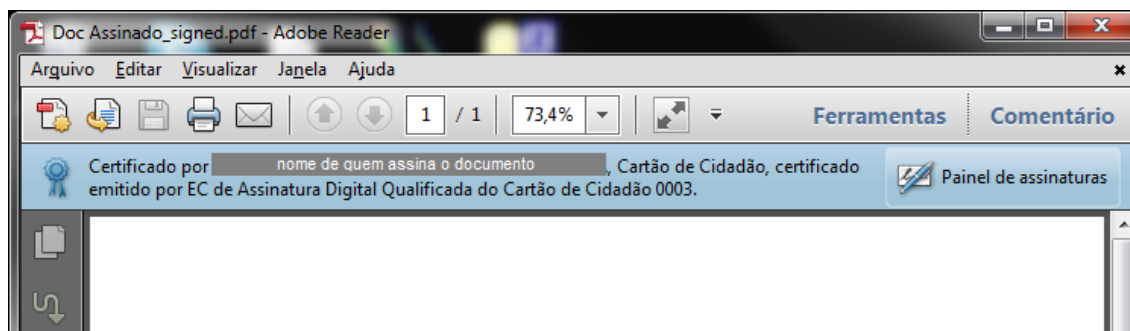 Doc Assinado_signed.pdf - Adobe Reader
Arquivo Editar Visualizar Janela Ajuda
1 / 1 73,4% Ferramentas Comentário
Certificado por nome de quem assina o documento , Cartão de Cidadão, certificado
emitido por EC de Assinatura Digital Qualificada do Cartão de Cidadão 0003.
Painel de assinaturas